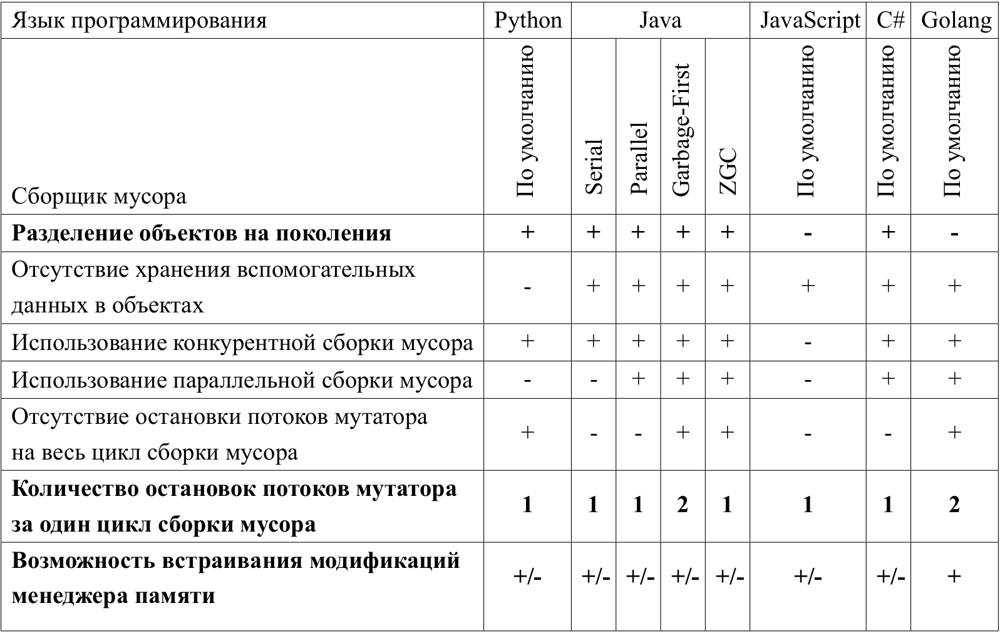 Язык программирования Python Java JavaScript C# Golang
Сборщик мусора По умолчанию Serial Parallel Garbage-First ZGC По умолчанию По умолчанию По умолчанию
Разделение объектов на поколения + + + + + - + -
Отсутствие хранения вспомогательных
данных в объектах - + + + + + + +
Использование конкурентной сборки мусора + + + + + - + +
Использование параллельной сборки мусора - - + + + - + +
Отсутствие остановки потоков мутатора
на весь цикл сборки мусора + - - + + - - +
Количество остановок потоков мутатора
за один цикл сборки мусора 1 1 1 2 1 1 1 2
Возможность встраивания модификаций
менеджера памяти +/- +/- +/- +/- +/- +/- +/- +